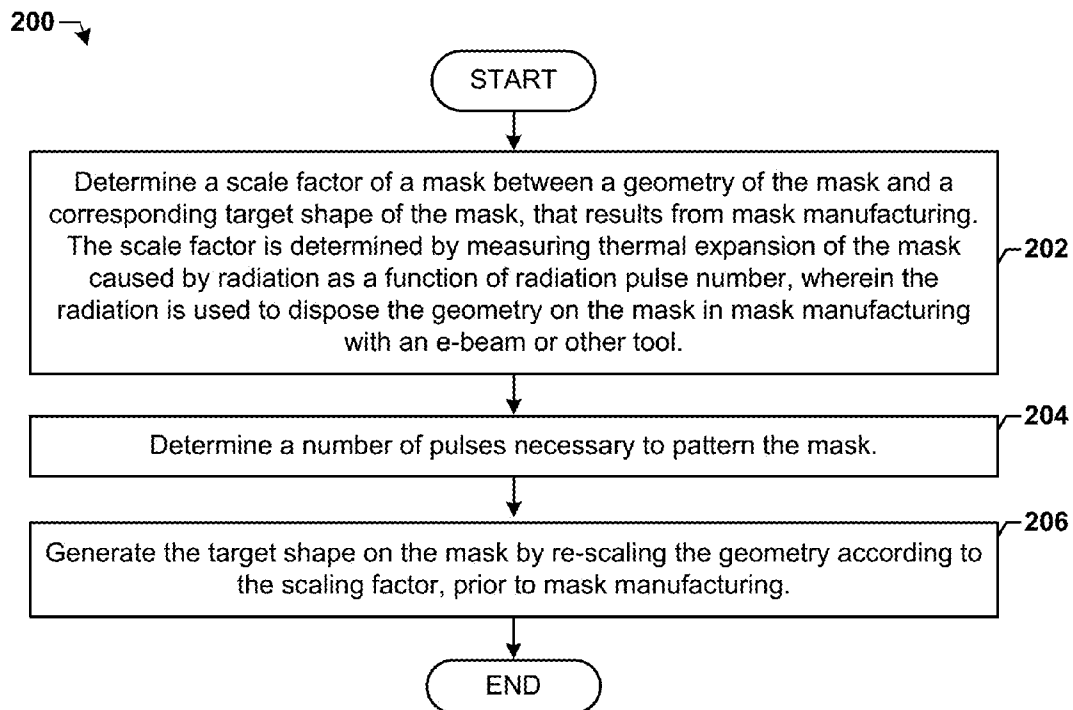 200
START
Determine a scale factor of a mask between a geometry of the mask and a
corresponding target shape of the mask, that results from mask manufacturing.
The scale factor is determined by measuring thermal expansion of the mask
caused by radiation as a function of radiation pulse number, wherein the
radiation is used to dispose the geometry on the mask in mask manufacturing
with an e-beam or other tool.
202
204
Determine a number of pulses necessary to pattern the mask.
206
Generate the target shape on the mask by re-scaling the geometry according to
the scaling factor, prior to mask manufacturing.
END